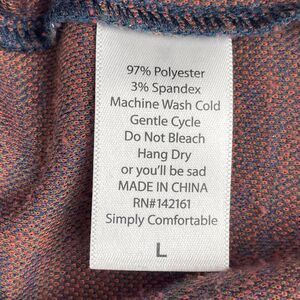 97% Polyester
3% Spandex
Machine Wash Cold
Gentle Cycle
Do Not Bleach
Hang Dry
or you'll be sad
MADE IN CHINA
RN#142161
Simply Comfortable
L